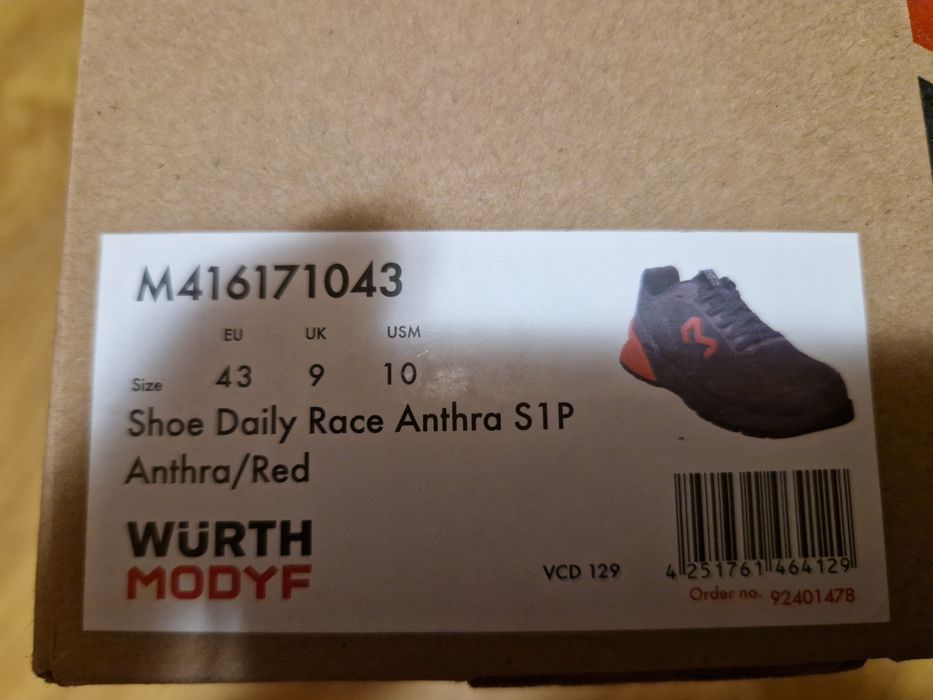 M416171043
EU UK USM
Size 43 9 10
Shoe Daily Race Anthra S1P
Anthra/Red
WÜRTH
MODYF
VCD 129
4 251761 464129
Order no. 92401478